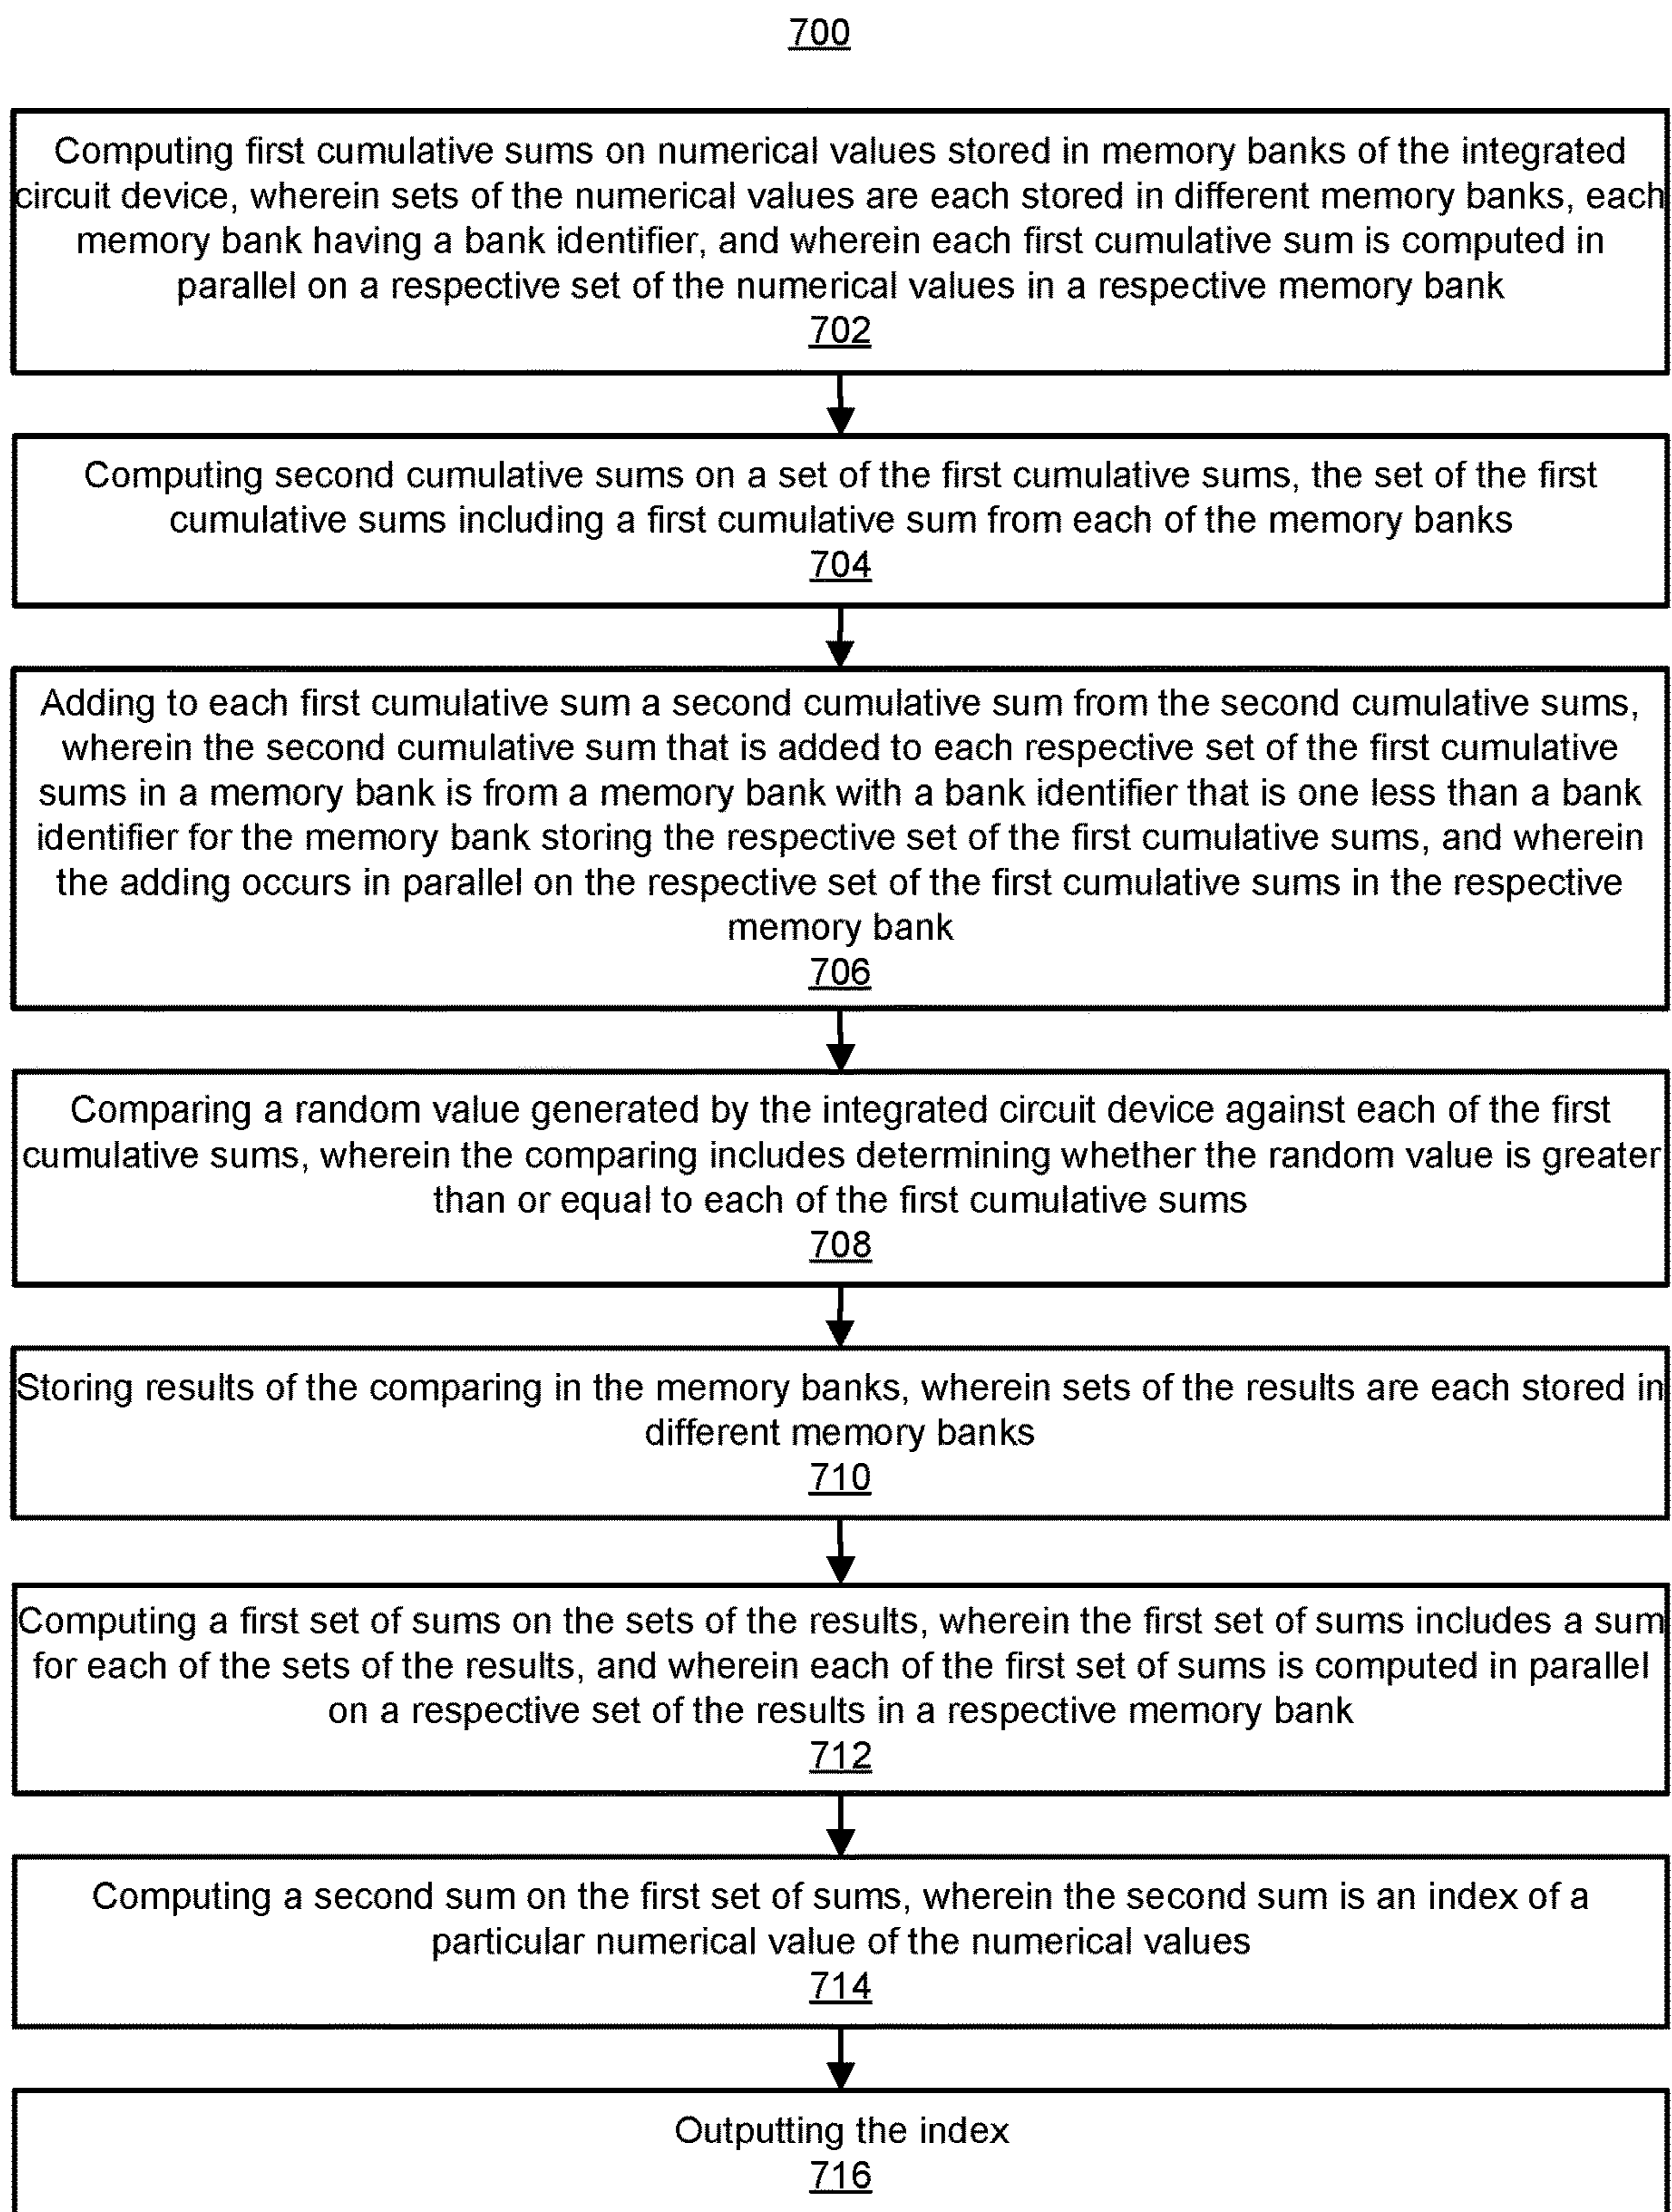 700
Computing first cumulative sums on numerical values stored in memory banks of the integrated
circuit device, wherein sets of the numerical values are each stored in different memory banks, each
memory bank having a bank identifier, and wherein each first cumulative sum is computed in
parallel on a respective set of the numerical values in a respective memory bank
702
Computing second cumulative sums on a set of the first cumulative sums, the set of the first
cumulative sums including a first cumulative sum from each of the memory banks
704
Adding to each first cumulative sum a second cumulative sum from the second cumulative sums,
wherein the second cumulative sum that is added to each respective set of the first cumulative
sums in a memory bank is from a memory bank with a bank identifier that is one less than a bank
identifier for the memory bank storing the respective set of the first cumulative sums, and wherein
the adding occurs in parallel on the respective set of the first cumulative sums in the respective
memory bank
706
Comparing a random value generated by the integrated circuit device against each of the first
cumulative sums, wherein the comparing includes determining whether the random value is greater
than or equal to each of the first cumulative sums
708
Storing results of the comparing in the memory banks, wherein sets of the results are each stored in
different memory banks
710
Computing a first set of sums on the sets of the results, wherein the first set of sums includes a sum
for each of the sets of the results, and wherein each of the first set of sums is computed in parallel
on a respective set of the results in a respective memory bank
712
Computing a second sum on the first set of sums, wherein the second sum is an index of a
particular numerical value of the numerical values
714
Outputting the index
716